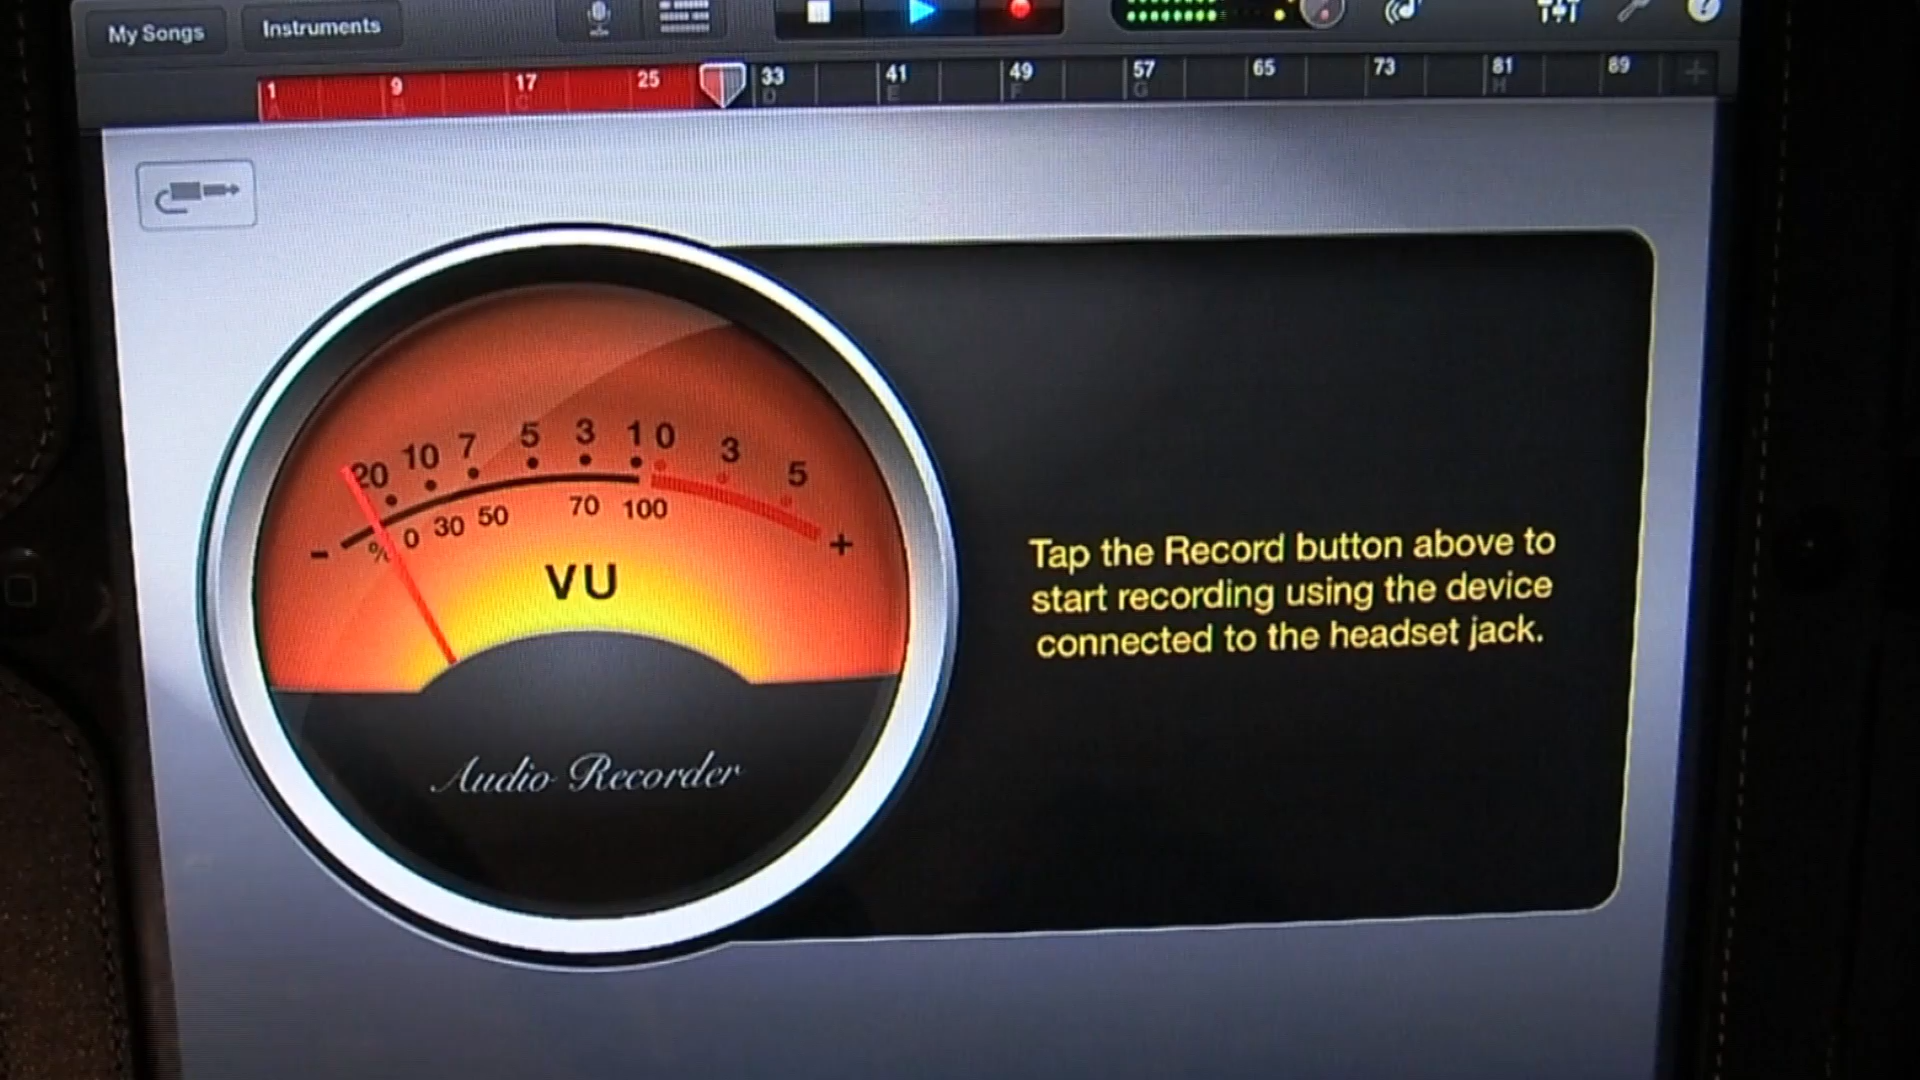 My Songs Instruments
1 9 17 25 33 41 49 57 65 73 81 89
A C D E F G H
20 10 7 5 3 1 0 3 5
- % 0 30 50 70 100 +
VU
Audio Recorder
Tap the Record button above to
start recording using the device
connected to the headset jack.